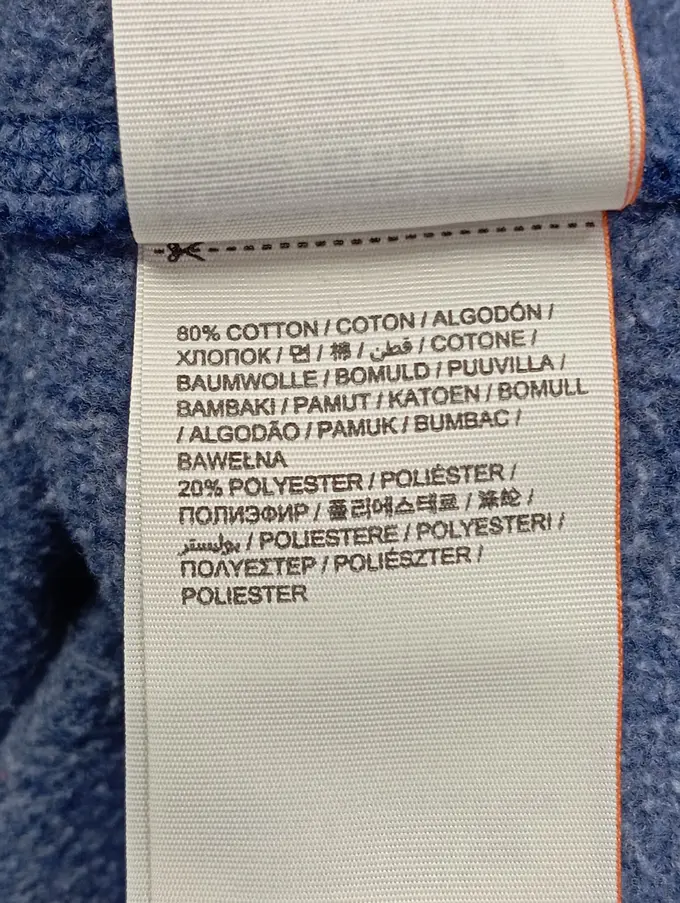 80% COTTON / COTON / ALGODÓN /
ХЛОПОК / 면 / 棉 / قطن / COTONE /
BAUMWOLLE / BOMULD / PUUVILLA /
BAMBAKI / PAMUT / KATOEN / BOMULL
/ ALGODÃO / PAMUK / BUMBAC /
BAWEŁNA
20% POLYESTER / POLIÉSTER /
ПОЛИЭФИР / 폴리에스테르 / 涤纶 /
بوليستر / POLIESTERE / POLYESTERI /
ΠΟΛΥΕΣΤΕΡ / POLIÉSZTER /
POLIESTER